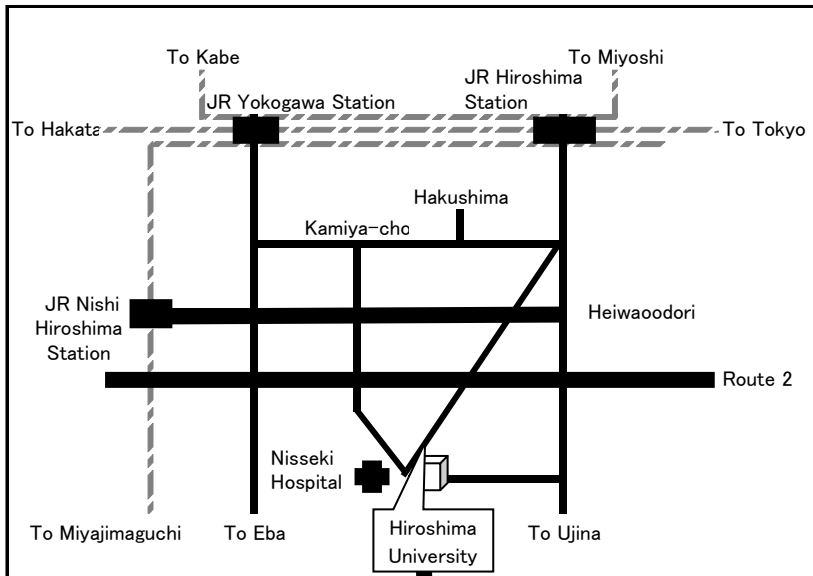 To Kabe
To Miyoshi
JR Yokogawa Station
JR Hiroshima
Station
To Hakata
To Tokyo
Hakushima
Kamiya-cho
JR Nishi
Hiroshima
Station
Heiwaoodori
Route 2
Nisseki
Hospital
To Miyajimaguchi
To Eba
Hiroshima
University
To Ujina